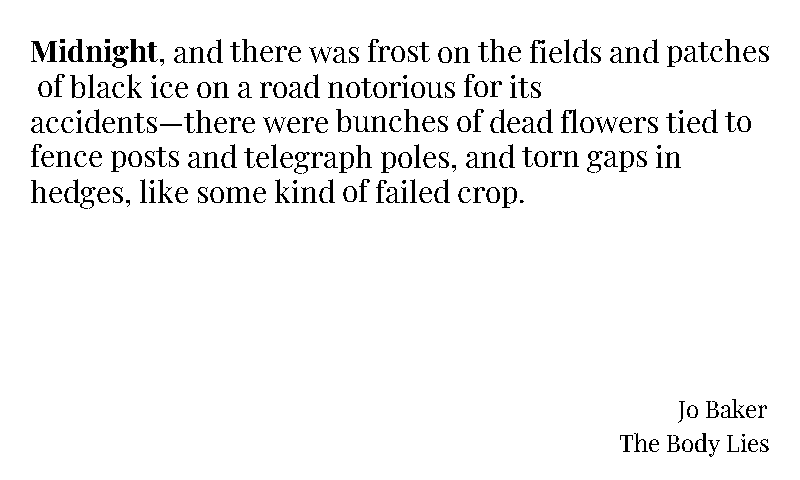 Midnight, and there was frost on the fields and patches
of black ice on a road notorious for its
accidents—there were bunches of dead flowers tied to
fence posts and telegraph poles, and torn gaps in
hedges, like some kind of failed crop.
Jo Baker
The Body Lies